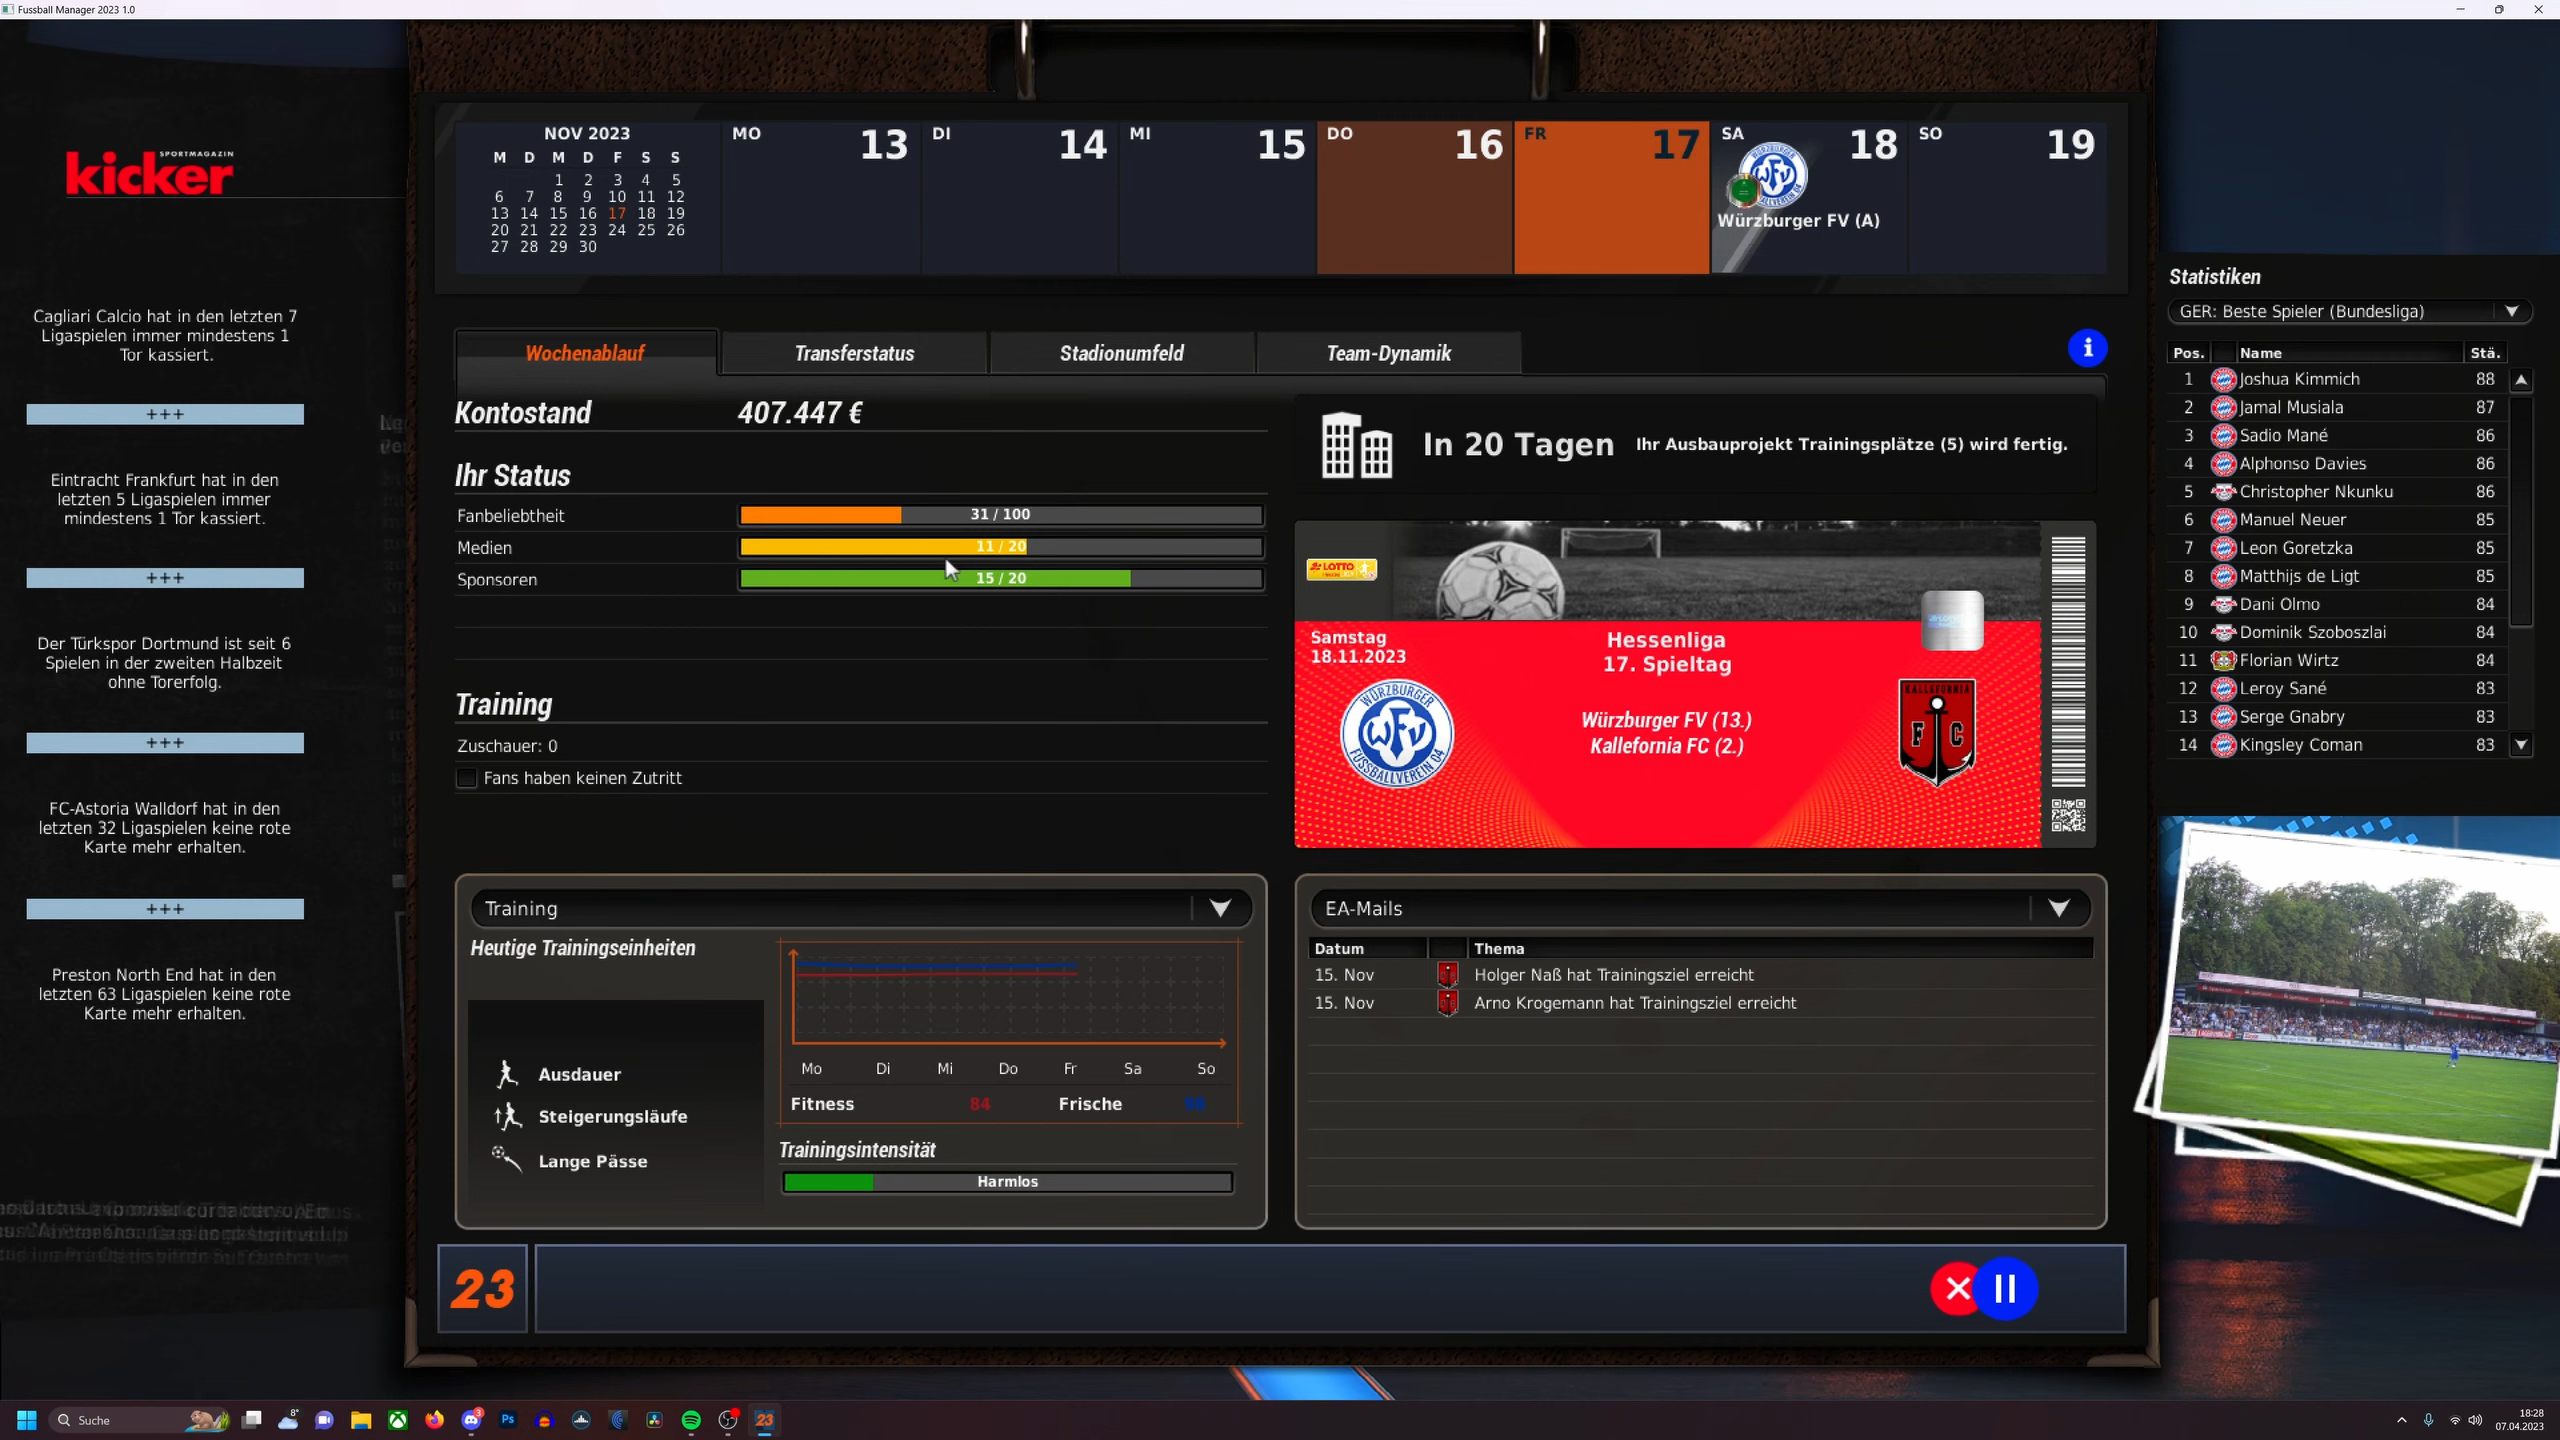 Fussball Manager 2023 1.0
kicker
SPORTMAGAZIN
Cagliari Calcio hat in den letzten 7
Ligaspielen immer mindestens 1
Tor kassiert.
+++
Eintracht Frankfurt hat in den
letzten 5 Ligaspielen immer
mindestens 1 Tor kassiert.
+++
Der Türkspor Dortmund ist seit 6
Spielen in der zweiten Halbzeit
ohne Torerfolg.
+++
FC-Astoria Walldorf hat in den
letzten 32 Ligaspielen keine rote
Karte mehr erhalten.
+++
Preston North End hat in den
letzten 63 Ligaspielen keine rote
Karte mehr erhalten.
NOV 2023
M D M D F S S
1 2 3 4 5
6 7 8 9 10 11 12
13 14 15 16 17 18 19
20 21 22 23 24 25 26
27 28 29 30
MO 13
DI 14
MI 15
DO 16
FR 17
SA 18
Würzburger FV (A)
SO 19
Wochenablauf
Transferstatus
Stadionumfeld
Team-Dynamik
i
Kontostand 407.447 €
Ihr Status
Fanbeliebtheit 31 / 100
Medien 11 / 20
Sponsoren 15 / 20
Training
Zuschauer: 0
Fans haben keinen Zutritt
In 20 Tagen Ihr Ausbauprojekt Trainingsplätze (5) wird fertig.
LOTTO
Samstag
18.11.2023
Hessenliga
17. Spieltag
Würzburger FV (13.)
Kallefornia FC (2.)
WÜRZBURGER
WFV
FUSSBALLVEREIN 04
KALLEFORNIA
F C
Training
Heutige Trainingseinheiten
Ausdauer
Steigerungsläufe
Lange Pässe
Mo Di Mi Do Fr Sa So
Fitness 84 Frische
Trainingsintensität
Harmlos
EA-Mails
Datum Thema
15. Nov Holger Naß hat Trainingsziel erreicht
15. Nov Arno Krogemann hat Trainingsziel erreicht
23
Statistiken
GER: Beste Spieler (Bundesliga)
Pos. Name Stä.
1 Joshua Kimmich 88
2 Jamal Musiala 87
3 Sadio Mané 86
4 Alphonso Davies 86
5 Christopher Nkunku 86
6 Manuel Neuer 85
7 Leon Goretzka 85
8 Matthijs de Ligt 85
9 Dani Olmo 84
10 Dominik Szoboszlai 84
11 Florian Wirtz 84
12 Leroy Sané 83
13 Serge Gnabry 83
14 Kingsley Coman 83
Suche
8°
3
Ps
23
18:28
07.04.2023